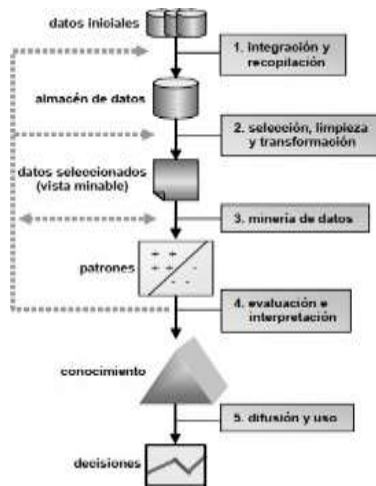 datos iniciales
1. integración y
recopilación
almacén de datos
2. selección, limpieza
y transformación
datos seleccionados
(vista minable)
3. minería de datos
patrones
4. evaluación e
interpretación
conocimiento
5. difusión y uso
decisiones